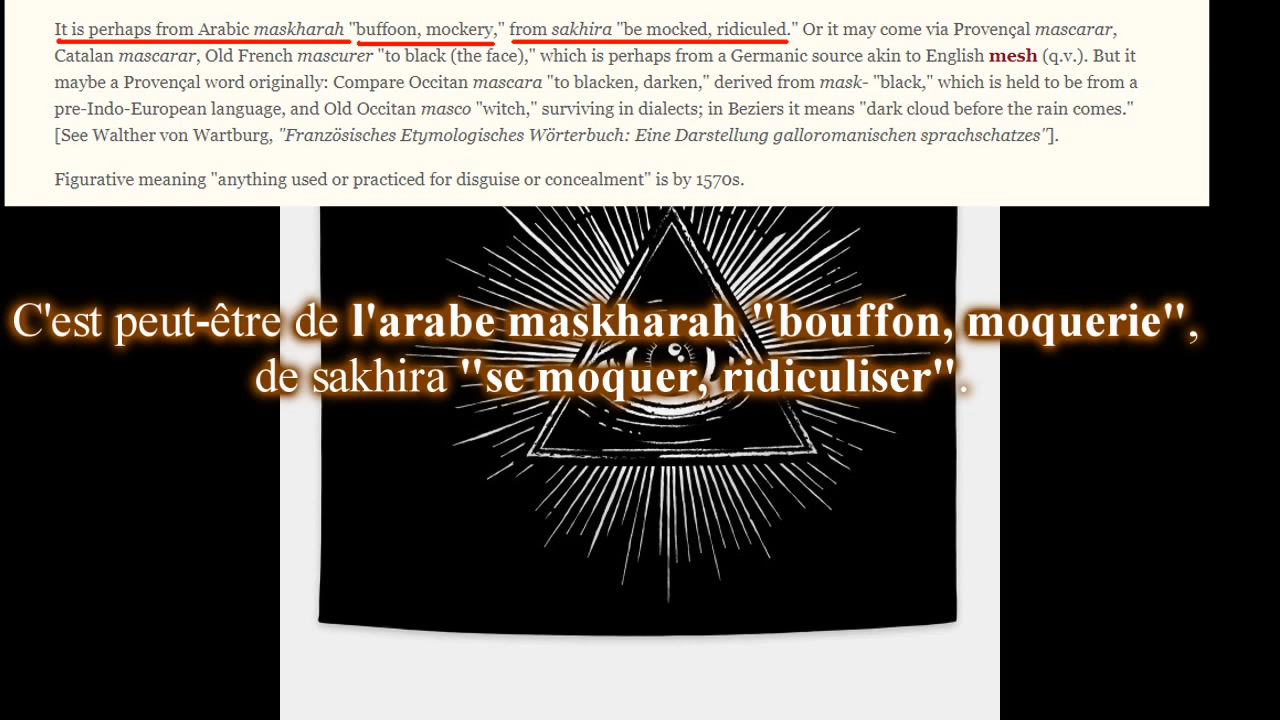 It is perhaps from Arabic maskharah "buffoon, mockery," from sakhira "be mocked, ridiculed." Or it may come via Provençal mascarar,
Catalan mascarar, Old French mascurer "to black (the face)," which is perhaps from a Germanic source akin to English mesh (q.v.). But it
maybe a Provençal word originally: Compare Occitan mascara "to blacken, darken," derived from mask- "black," which is held to be from a
pre-Indo-European language, and Old Occitan masco "witch," surviving in dialects; in Beziers it means "dark cloud before the rain comes."
[See Walther von Wartburg, "Französisches Etymologisches Wörterbuch: Eine Darstellung galloromanischen sprachschatzes"].
Figurative meaning "anything used or practiced for disguise or concealment" is by 1570s.
C'est peut-être de l'arabe maskharah "bouffon, moquerie",
de sakhira "se moquer, ridiculiser".